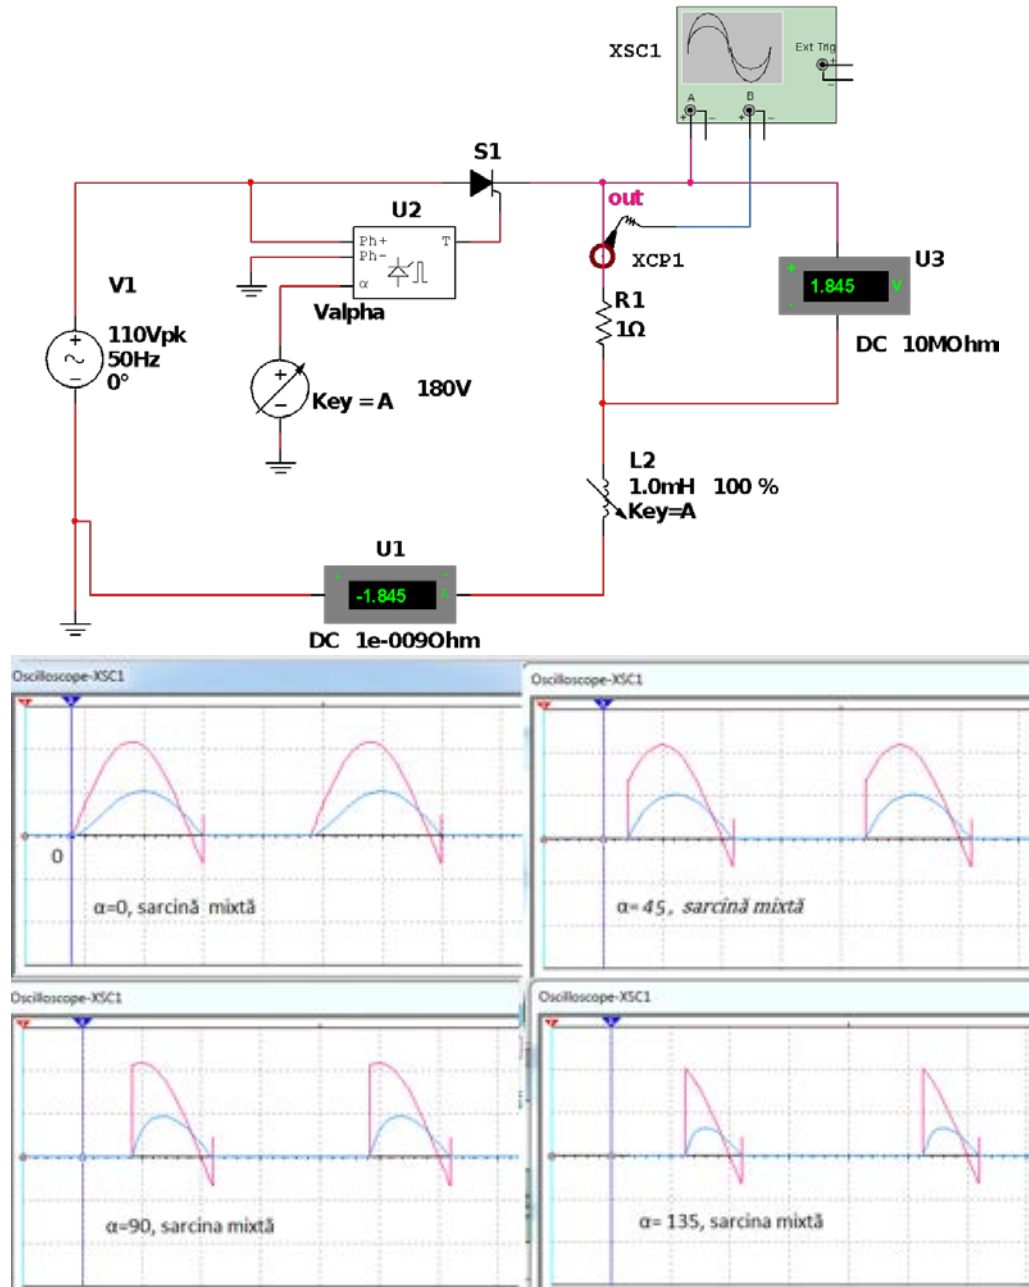 XSC1
Ext Trig
+
–
A
B
+ – + –
S1
out
U2
Ph+ T
Ph-
α
Valpha
XCP1
U3
+
1.845 V
-
DC 10MOhm
V1
+
110Vpk
50Hz
0°
–
R1
1Ω
+
–
180V
Key = A
L2
1.0mH 100 %
Key=A
U1
+ -
-1.845 A
DC 1e-009Ohm
Oscilloscope-XSC1
0
α=0, sarcină mixtă
Oscilloscope-XSC1
α=45, sarcină mixtă
Oscilloscope-XSC1
α=90, sarcina mixtă
Oscilloscope-XSC1
α= 135, sarcina mixtă